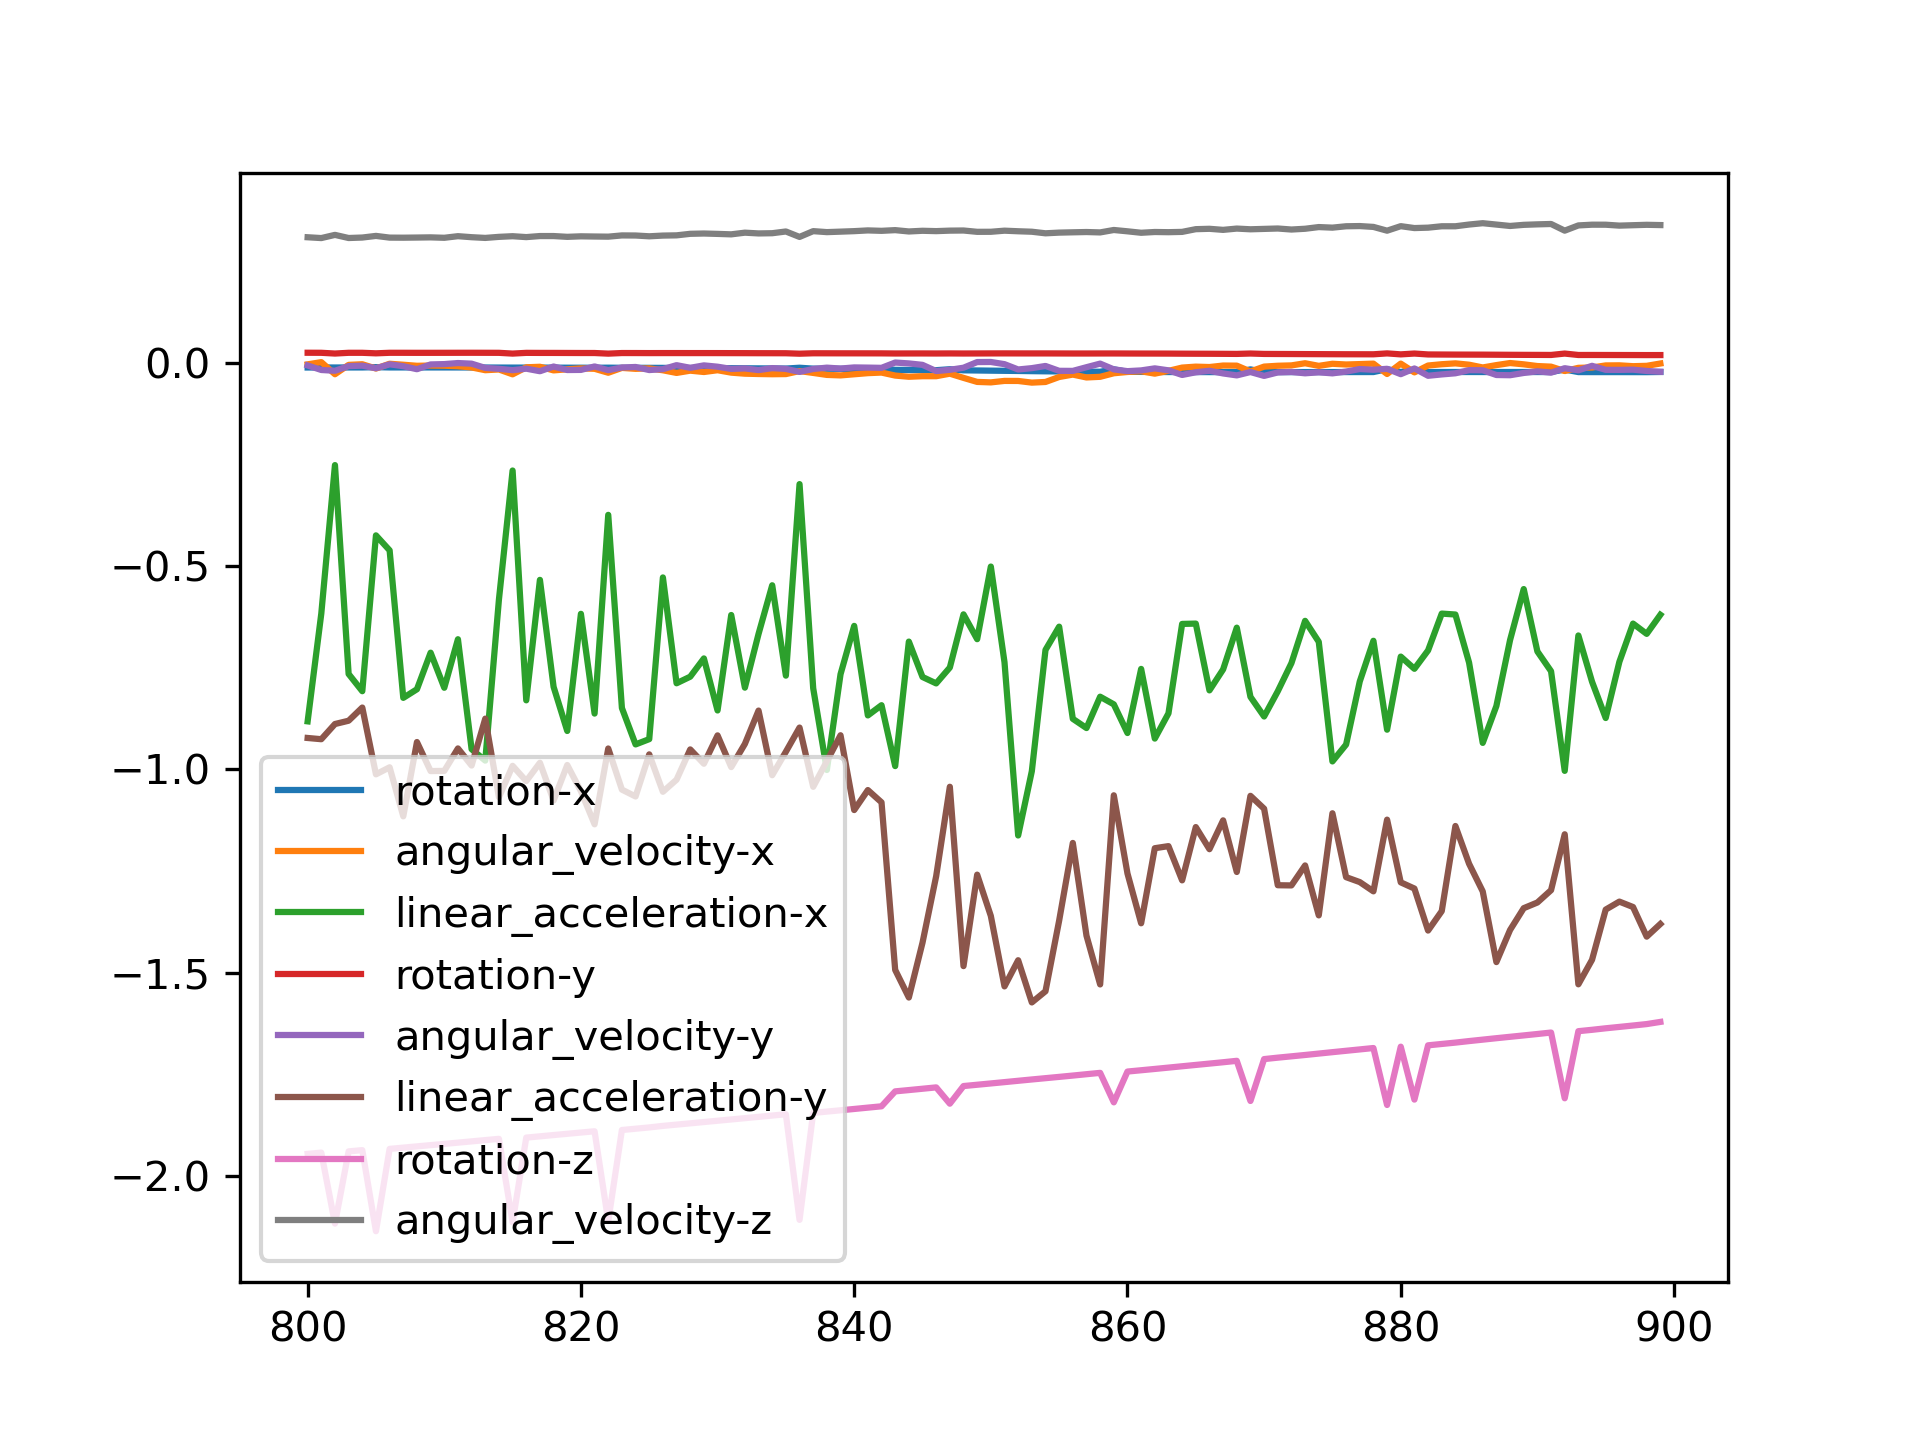 0.0
−0.5
−1.0
−1.5
−2.0
rotation-x
angular_velocity-x
linear_acceleration-x
rotation-y
angular_velocity-y
linear_acceleration-y
rotation-z
angular_velocity-z
800 820 840 860 880 900